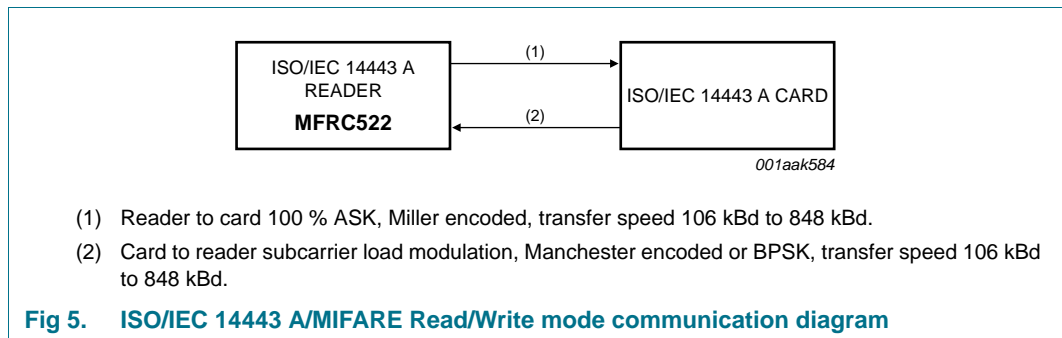 ISO/IEC 14443 A
READER
MFRC522
(1)
(2)
ISO/IEC 14443 A CARD
001aak584
(1) Reader to card 100 % ASK, Miller encoded, transfer speed 106 kBd to 848 kBd.
(2) Card to reader subcarrier load modulation, Manchester encoded or BPSK, transfer speed 106 kBd
to 848 kBd.
Fig 5. ISO/IEC 14443 A/MIFARE Read/Write mode communication diagram